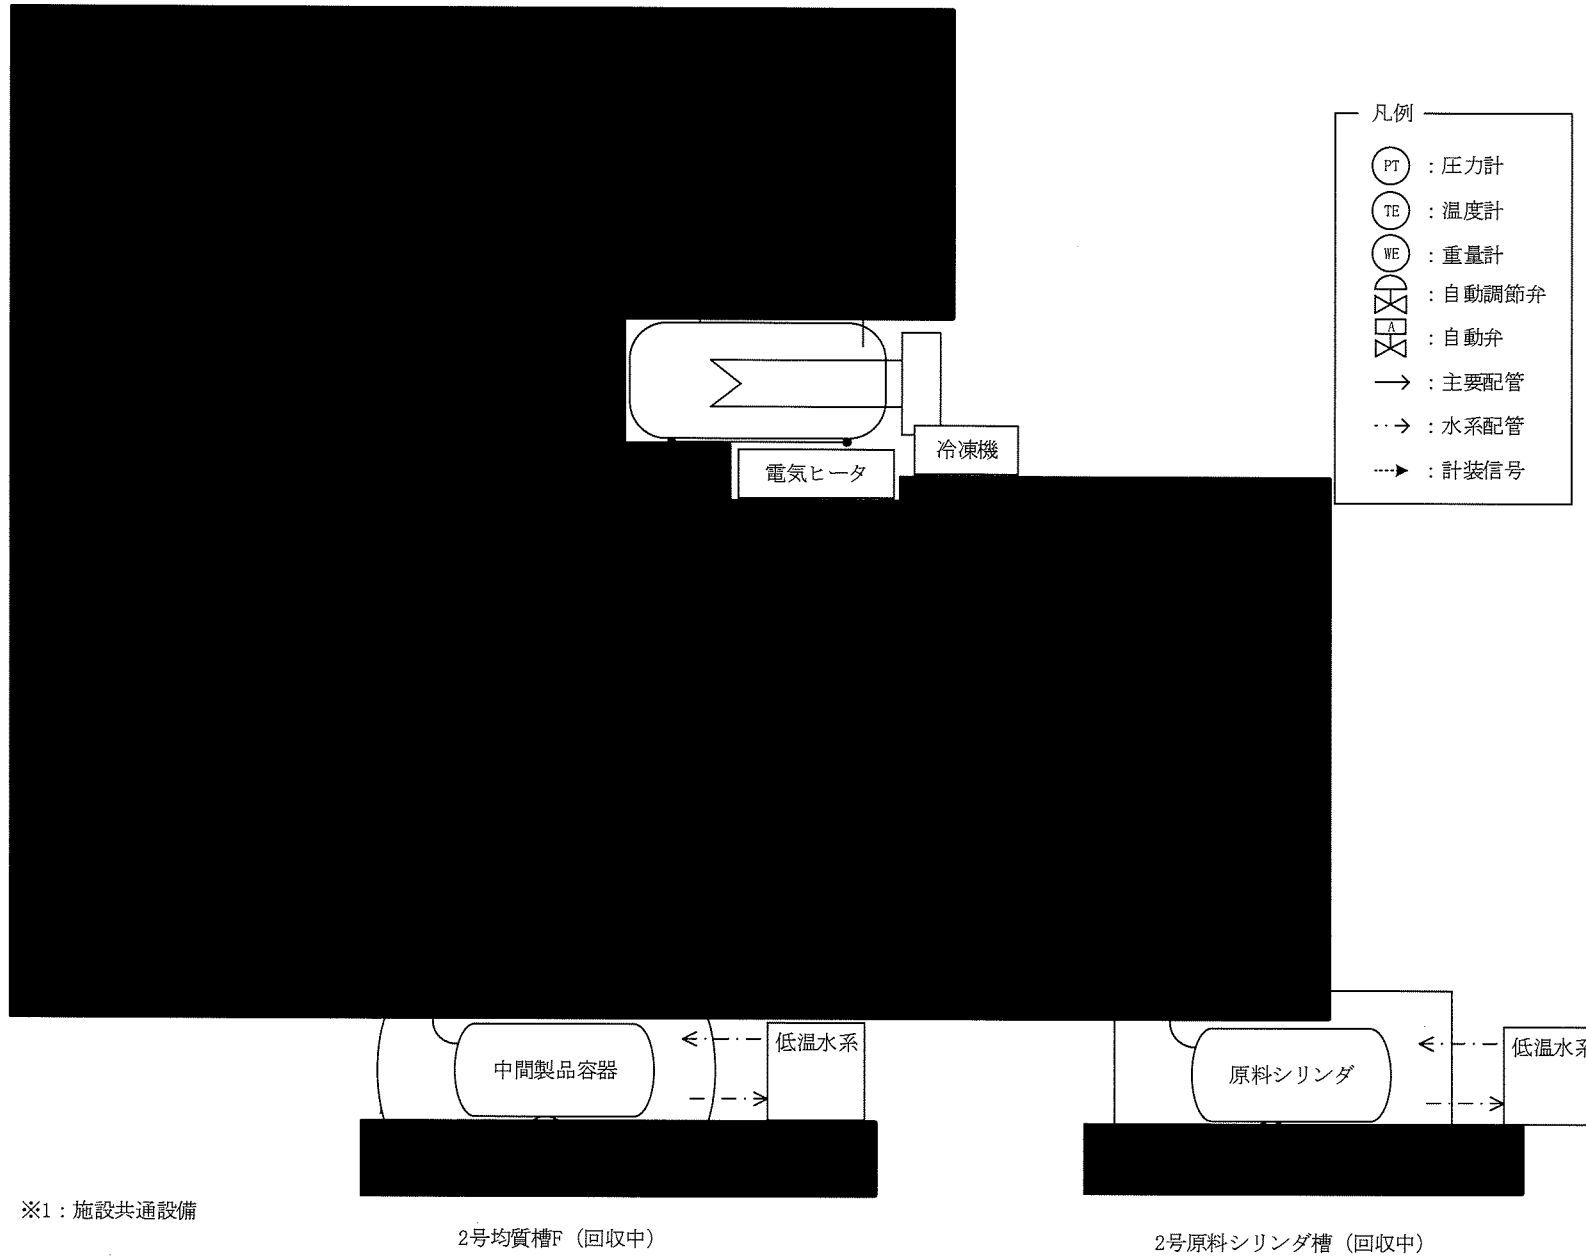 凡例
PT ：圧力計
TE ：温度計
WE ：重量計
：自動調節弁
A ：自動弁
：主要配管
：水系配管
：計装信号
冷凍機
電気ヒータ
中間製品容器
低温水系
原料シリンダ
低温水系
※1：施設共通設備
2号均質槽F（回収中）
2号原料シリンダ槽（回収中）